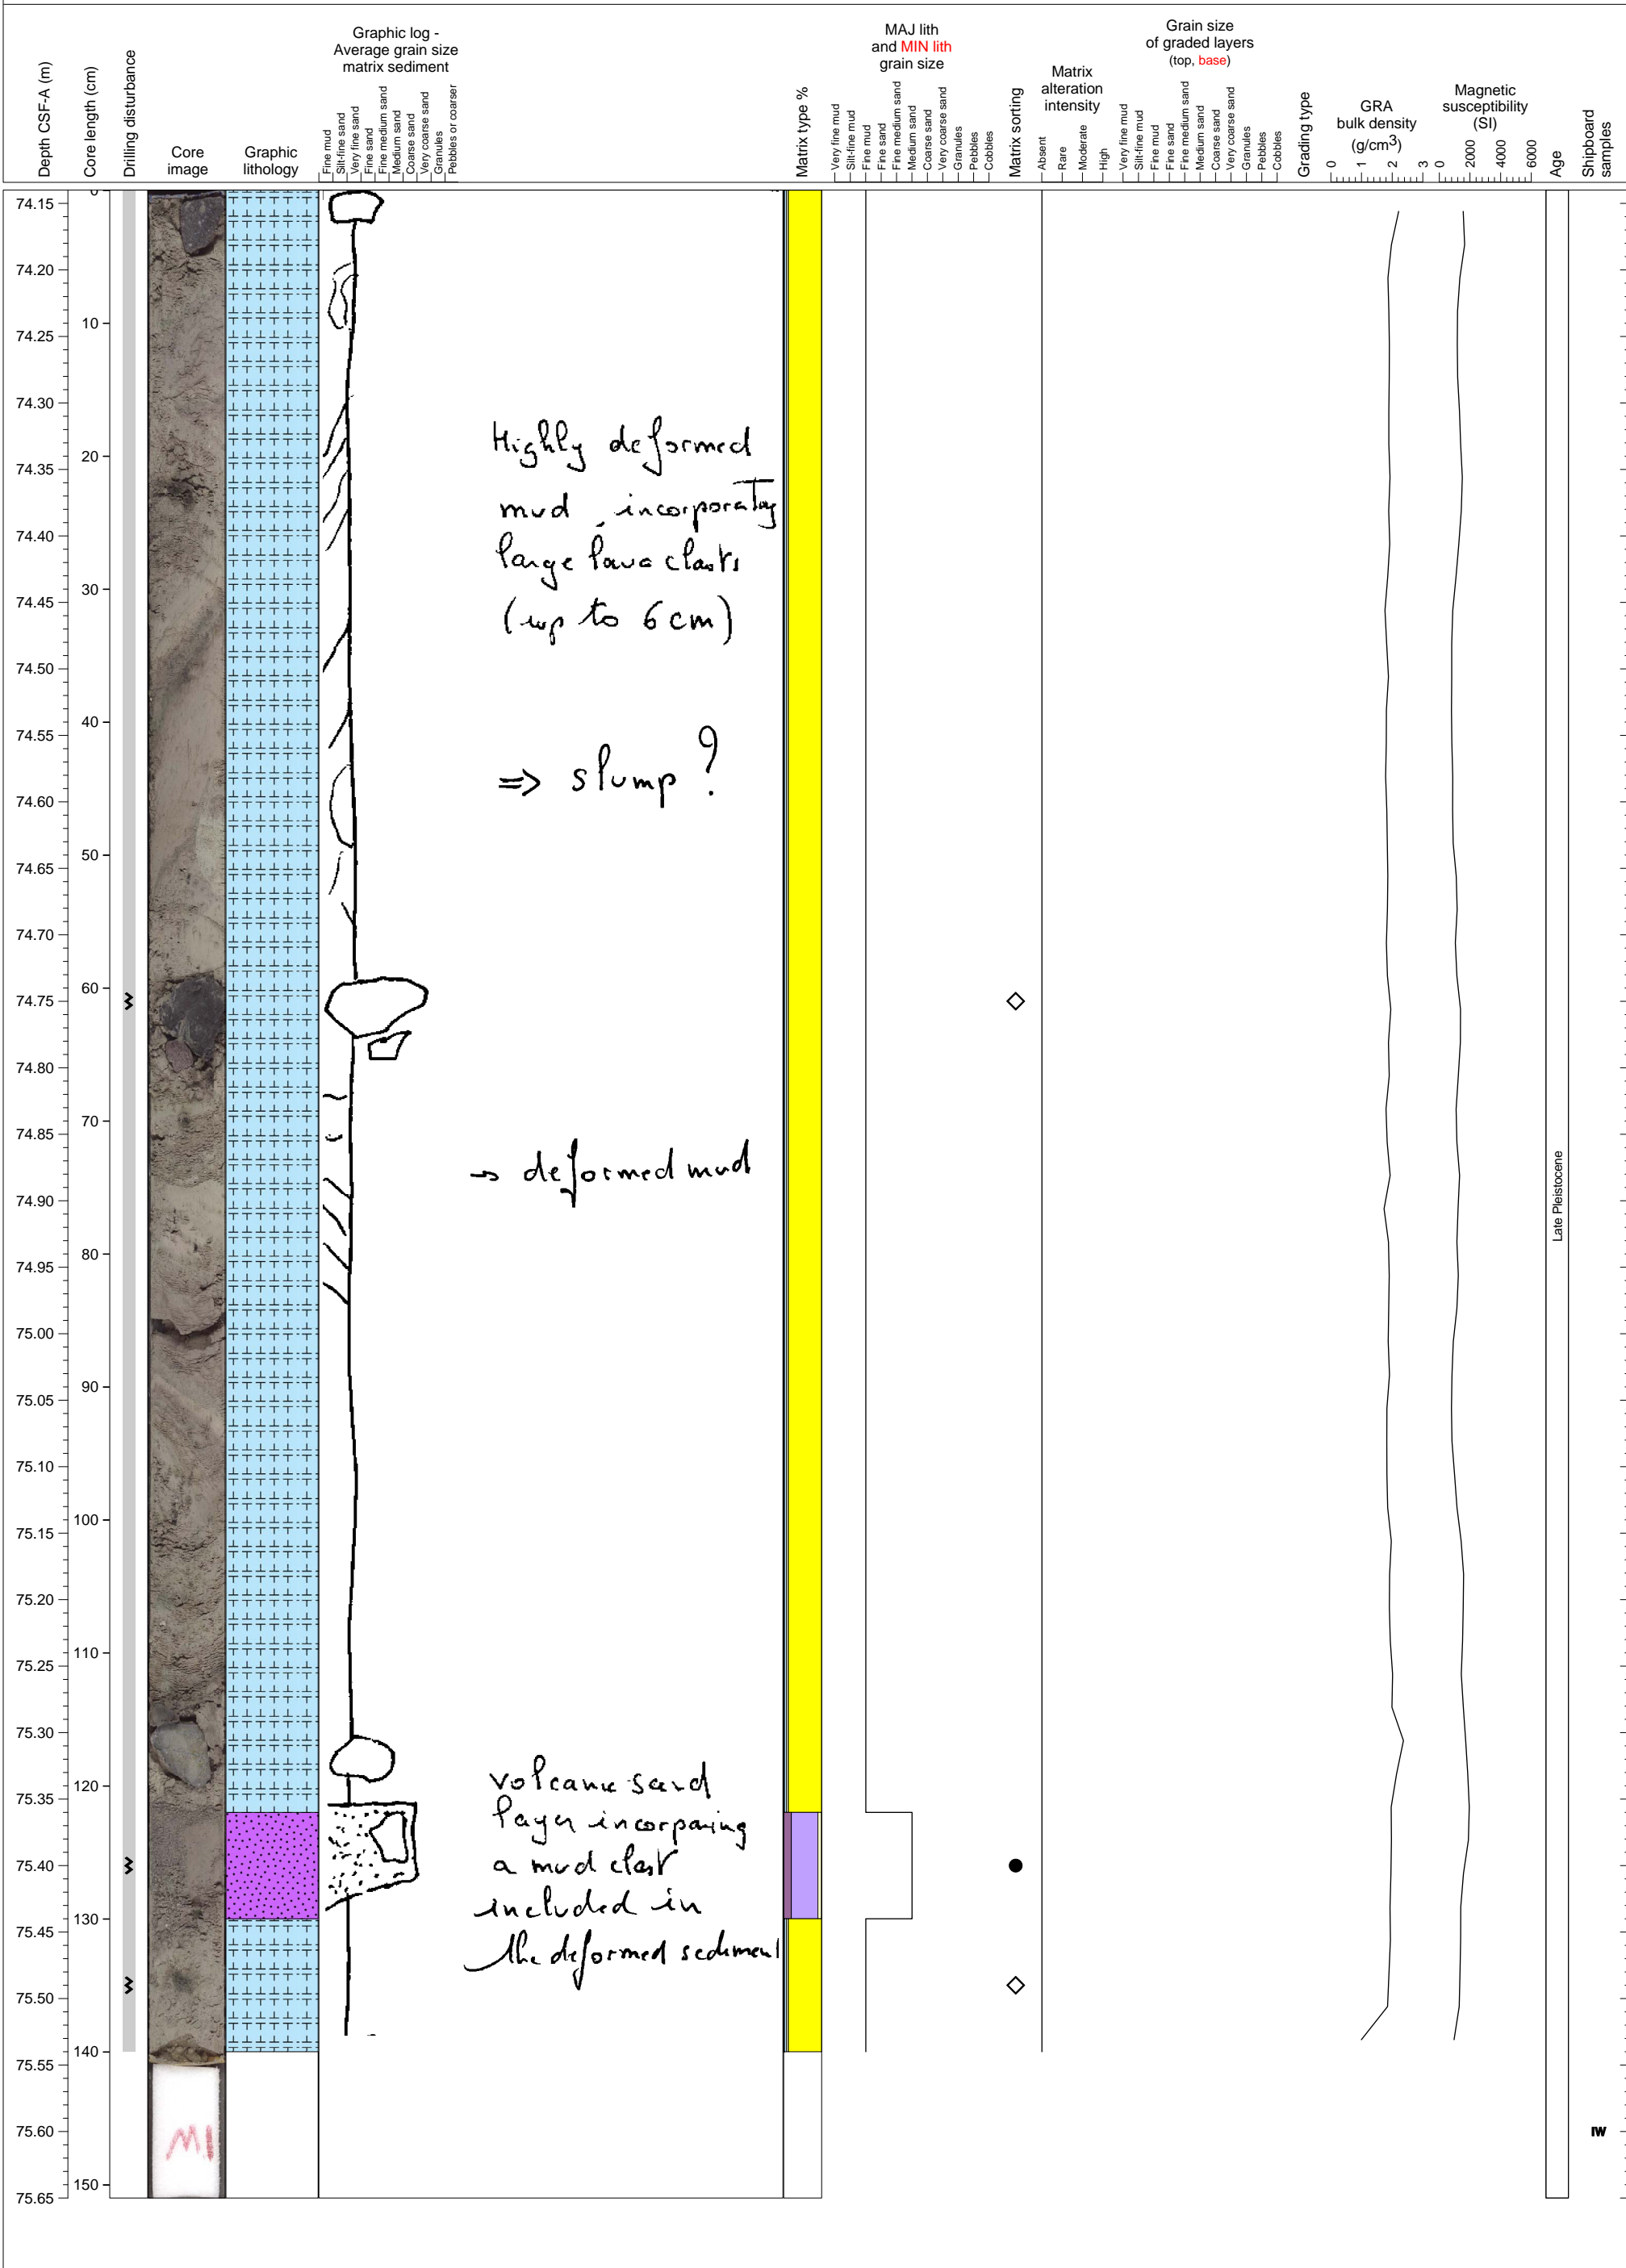 Graphic log -
Average grain size
matrix sediment
MAJ lith
and MIN lith
grain size
Grain size
of graded layers
(top, base)
Matrix
alteration
intensity
Magnetic
susceptibility
(SI)
GRA
bulk density
(g/cm3)
Depth CSF-A (m)
Core length (cm)
Drilling disturbance
Core
image
Graphic
lithology
Fine mud
Silt-fine sand
Very fine sand
Fine sand
Fine medium sand
Medium sand
Coarse sand
Very coarse sand
Granules
Pebbles or coarser
Matrix type %
Very fine mud
Silt-fine mud
Fine mud
Fine sand
Fine medium sand
Medium sand
Coarse sand
Very coarse sand
Granules
Pebbles
Cobbles
Matrix sorting
Absent
Rare
Moderate
High
Very fine mud
Silt-fine mud
Fine mud
Fine sand
Fine medium sand
Medium sand
Coarse sand
Very coarse sand
Granules
Pebbles
Cobbles
Grading type
0 1 2 3
0 2000 4000 6000
Age
Shipboard
samples
0
74.15
74.20
10
74.25
74.30
20
74.35
74.40
30
74.45
74.50
40
74.55
74.60
50
74.65
74.70
60
74.75
74.80
70
74.85
74.90
80
74.95
75.00
90
75.05
75.10
100
75.15
75.20
110
75.25
75.30
120
75.35
75.40
130
75.45
75.50
140
75.55
75.60
150
75.65
Highly deformed
mud incorporating
large lava clasts
(up to 6 cm)
=> slump ?
→ deformed mud
volcanic sand
layer incorparing
a mud clast
included in
the deformed sediment
Late Pleistocene
IW
IW